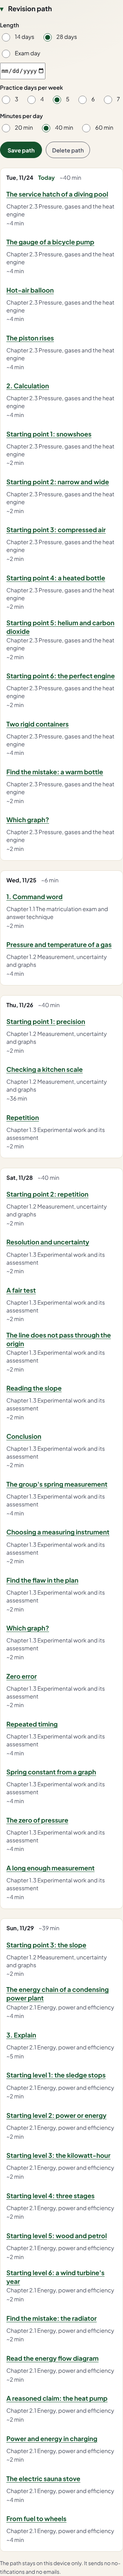 Revision path
Length
14 days
28 days
Exam day
mm/dd/yyyy
Practice days per week
3
4
5
6
7
Minutes per day
20 min
40 min
60 min
Save path
Delete path
Tue, 11/24 Today ~40 min
The service hatch of a diving pool
Chapter 2.3 Pressure, gases and the heat
engine
~4 min
The gauge of a bicycle pump
Chapter 2.3 Pressure, gases and the heat
engine
~4 min
Hot-air balloon
Chapter 2.3 Pressure, gases and the heat
engine
~4 min
The piston rises
Chapter 2.3 Pressure, gases and the heat
engine
~4 min
2. Calculation
Chapter 2.3 Pressure, gases and the heat
engine
~4 min
Starting point 1: snowshoes
Chapter 2.3 Pressure, gases and the heat
engine
~2 min
Starting point 2: narrow and wide
Chapter 2.3 Pressure, gases and the heat
engine
~2 min
Starting point 3: compressed air
Chapter 2.3 Pressure, gases and the heat
engine
~2 min
Starting point 4: a heated bottle
Chapter 2.3 Pressure, gases and the heat
engine
~2 min
Starting point 5: helium and carbon
dioxide
Chapter 2.3 Pressure, gases and the heat
engine
~2 min
Starting point 6: the perfect engine
Chapter 2.3 Pressure, gases and the heat
engine
~2 min
Two rigid containers
Chapter 2.3 Pressure, gases and the heat
engine
~2 min
Find the mistake: a warm bottle
Chapter 2.3 Pressure, gases and the heat
engine
~2 min
Which graph?
Chapter 2.3 Pressure, gases and the heat
engine
~2 min
Wed, 11/25 ~6 min
1. Command word
Chapter 1.1 The matriculation exam and
answer technique
~2 min
Pressure and temperature of a gas
Chapter 1.2 Measurement, uncertainty
and graphs
~4 min
Thu, 11/26 ~40 min
Starting point 1: precision
Chapter 1.2 Measurement, uncertainty
and graphs
~2 min
Checking a kitchen scale
Chapter 1.2 Measurement, uncertainty
and graphs
~36 min
Repetition
Chapter 1.3 Experimental work and its
assessment
~2 min
Sat, 11/28 ~40 min
Starting point 2: repetition
Chapter 1.2 Measurement, uncertainty
and graphs
~2 min
Resolution and uncertainty
Chapter 1.3 Experimental work and its
assessment
~2 min
A fair test
Chapter 1.3 Experimental work and its
assessment
~2 min
The line does not pass through the
origin
Chapter 1.3 Experimental work and its
assessment
~2 min
Reading the slope
Chapter 1.3 Experimental work and its
assessment
~2 min
Conclusion
Chapter 1.3 Experimental work and its
assessment
~2 min
The group's spring measurement
Chapter 1.3 Experimental work and its
assessment
~4 min
Choosing a measuring instrument
Chapter 1.3 Experimental work and its
assessment
~2 min
Find the flaw in the plan
Chapter 1.3 Experimental work and its
assessment
~2 min
Which graph?
Chapter 1.3 Experimental work and its
assessment
~2 min
Zero error
Chapter 1.3 Experimental work and its
assessment
~2 min
Repeated timing
Chapter 1.3 Experimental work and its
assessment
~4 min
Spring constant from a graph
Chapter 1.3 Experimental work and its
assessment
~4 min
The zero of pressure
Chapter 1.3 Experimental work and its
assessment
~4 min
A long enough measurement
Chapter 1.3 Experimental work and its
assessment
~4 min
Sun, 11/29 ~39 min
Starting point 3: the slope
Chapter 1.2 Measurement, uncertainty
and graphs
~2 min
The energy chain of a condensing
power plant
Chapter 2.1 Energy, power and efficiency
~4 min
3. Explain
Chapter 2.1 Energy, power and efficiency
~5 min
Starting level 1: the sledge stops
Chapter 2.1 Energy, power and efficiency
~2 min
Starting level 2: power or energy
Chapter 2.1 Energy, power and efficiency
~2 min
Starting level 3: the kilowatt-hour
Chapter 2.1 Energy, power and efficiency
~2 min
Starting level 4: three stages
Chapter 2.1 Energy, power and efficiency
~2 min
Starting level 5: wood and petrol
Chapter 2.1 Energy, power and efficiency
~2 min
Starting level 6: a wind turbine's
year
Chapter 2.1 Energy, power and efficiency
~2 min
Find the mistake: the radiator
Chapter 2.1 Energy, power and efficiency
~2 min
Read the energy flow diagram
Chapter 2.1 Energy, power and efficiency
~2 min
A reasoned claim: the heat pump
Chapter 2.1 Energy, power and efficiency
~2 min
Power and energy in charging
Chapter 2.1 Energy, power and efficiency
~2 min
The electric sauna stove
Chapter 2.1 Energy, power and efficiency
~2 min
From fuel to wheels
Chapter 2.1 Energy, power and efficiency
~4 min
The path stays on this device only. It sends no no-
tifications and no emails.